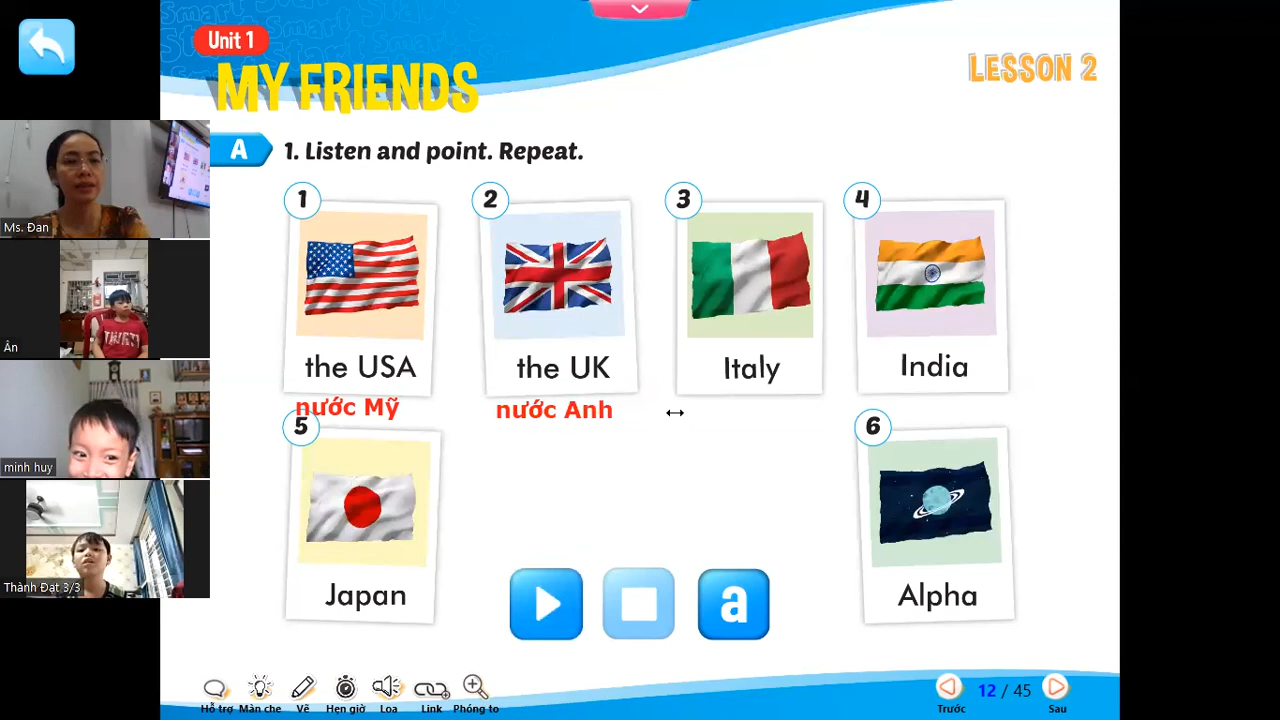 Unit 1
MY FRIENDS
LESSON 2
A 1. Listen and point. Repeat.
1 2 3 4
the USA the UK Italy India
nước Mỹ nước Anh
5 6
Japan Alpha
a
Ms. Đan
Ân
minh huy
Thành Đạt 3/3
Hỗ trợ Màn che Vẽ Hẹn giờ Loa Link Phóng to
Trước 12 / 45 Sau